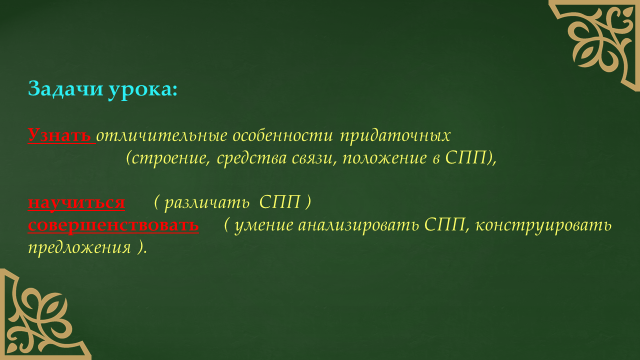 Задачи урока:
Узнать отличительные особенности придаточных
(строение, средства связи, положение в СПП),
научиться ( различать СПП )
совершенствовать ( умение анализировать СПП, конструировать
предложения ).